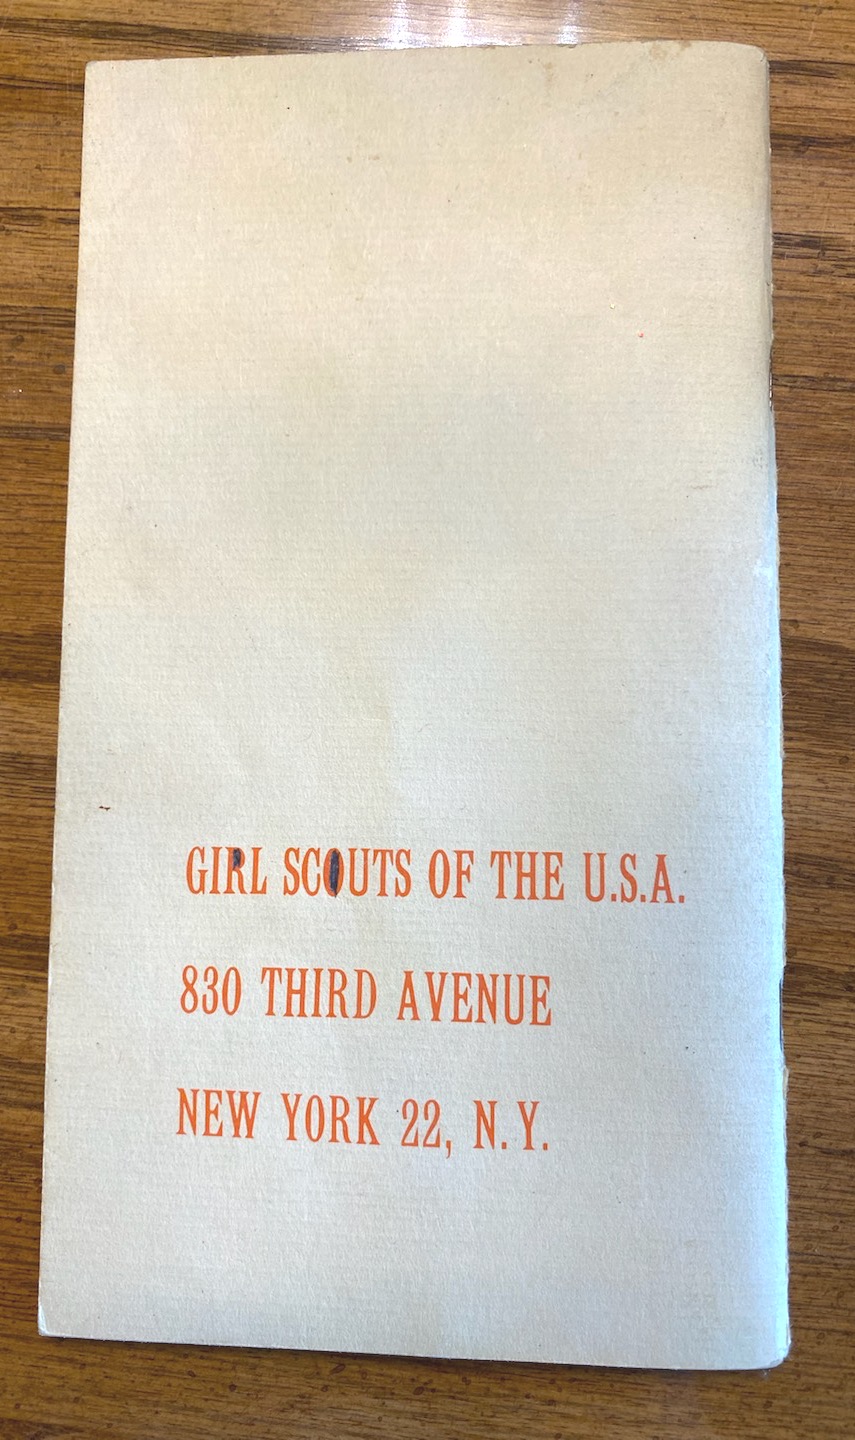 GIRL SCOUTS OF THE U.S.A.
830 THIRD AVENUE
NEW YORK 22, N.Y.